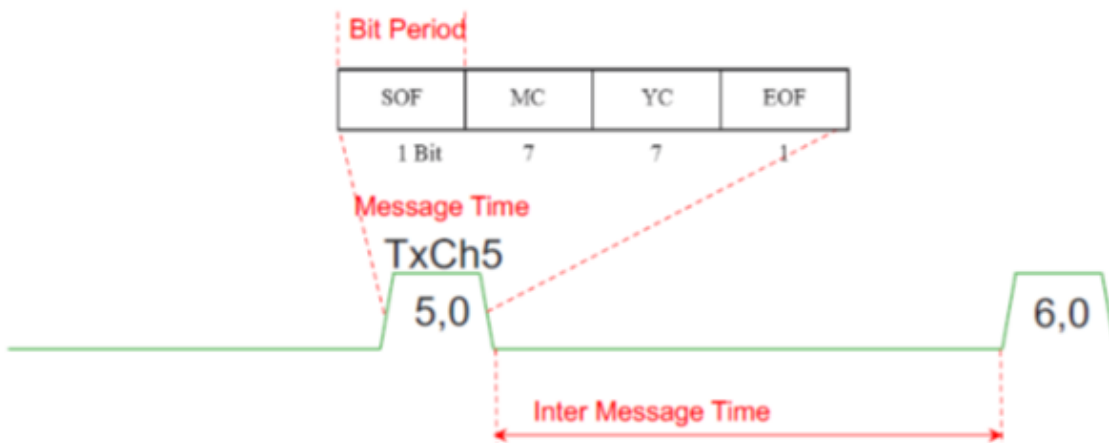 Bit Period
SOF MC YC EOF
1 Bit 7 7 1
Message Time
TxCh5
5,0 6,0
Inter Message Time